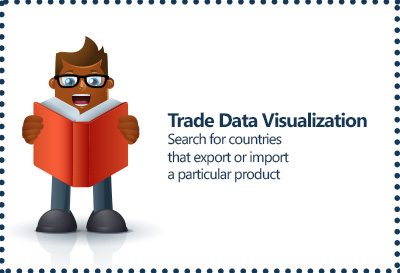 Trade Data Visualization
Search for countries
that export or import
a particular product